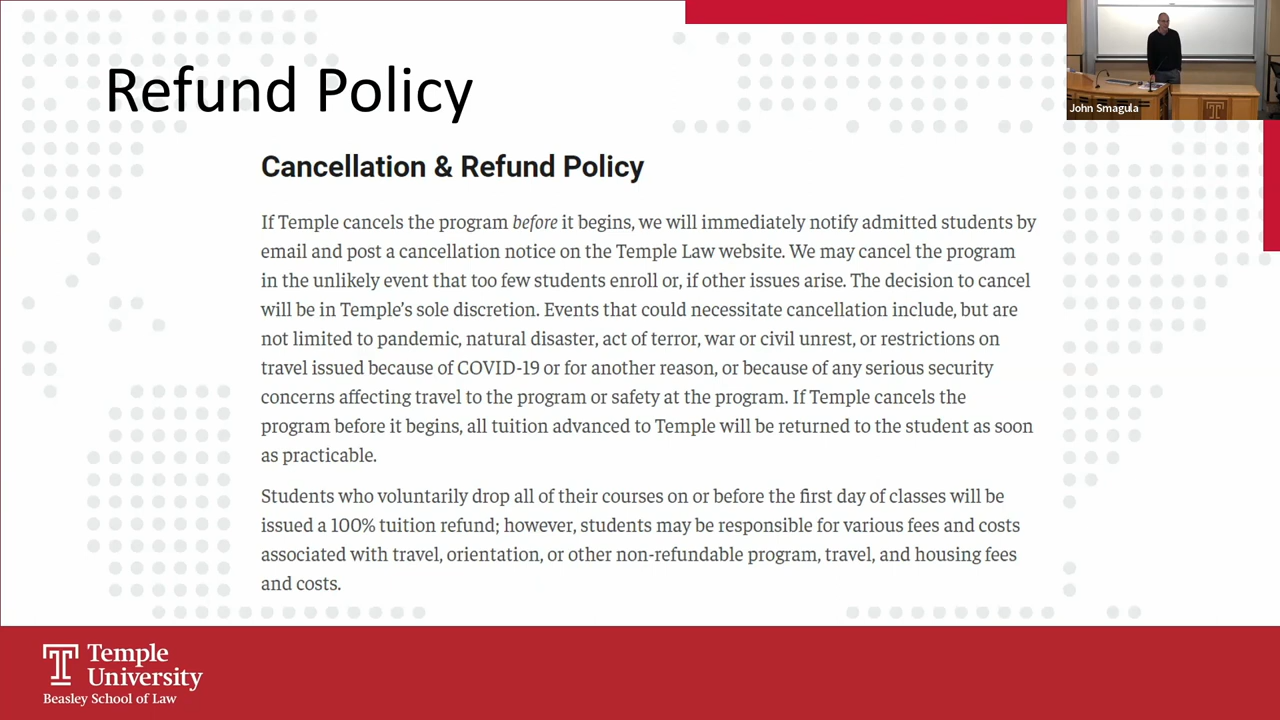 Refund Policy
John Smagula
Cancellation & Refund Policy
If Temple cancels the program before it begins, we will immediately notify admitted students by
email and post a cancellation notice on the Temple Law website. We may cancel the program
in the unlikely event that too few students enroll or, if other issues arise. The decision to cancel
will be in Temple’s sole discretion. Events that could necessitate cancellation include, but are
not limited to pandemic, natural disaster, act of terror, war or civil unrest, or restrictions on
travel issued because of COVID-19 or for another reason, or because of any serious security
concerns affecting travel to the program or safety at the program. If Temple cancels the
program before it begins, all tuition advanced to Temple will be returned to the student as soon
as practicable.
Students who voluntarily drop all of their courses on or before the first day of classes will be
issued a 100% tuition refund; however, students may be responsible for various fees and costs
associated with travel, orientation, or other non-refundable program, travel, and housing fees
and costs.
Temple
University
Beasley School of Law